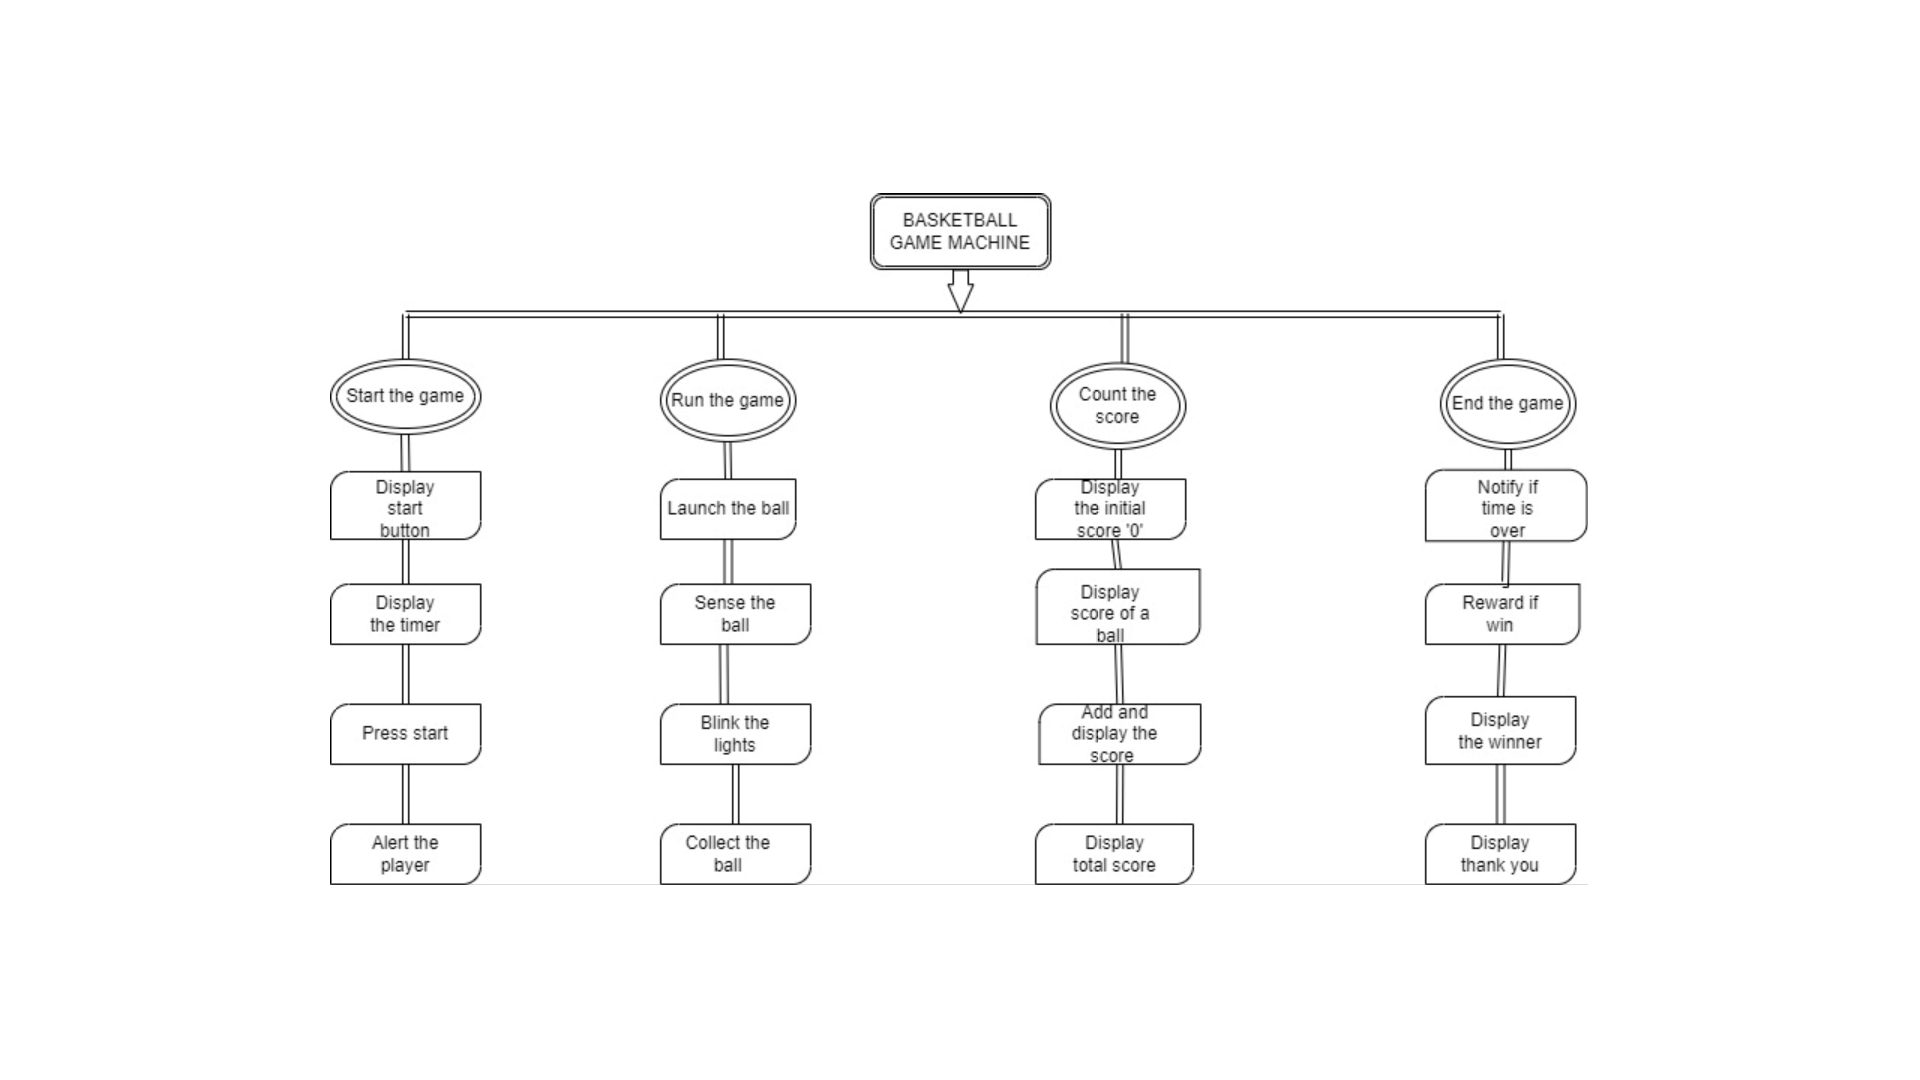 BASKETBALL
GAME MACHINE
Start the game
Run the game
Count the
score
End the game
Display
start
button
Launch the ball
Display
the initial
score '0'
Notify if
time is
over
Display
the timer
Sense the
ball
Display
score of a
ball
Reward if
win
Press start
Blink the
lights
Add and
display the
score
Display
the winner
Alert the
player
Collect the
ball
Display
total score
Display
thank you